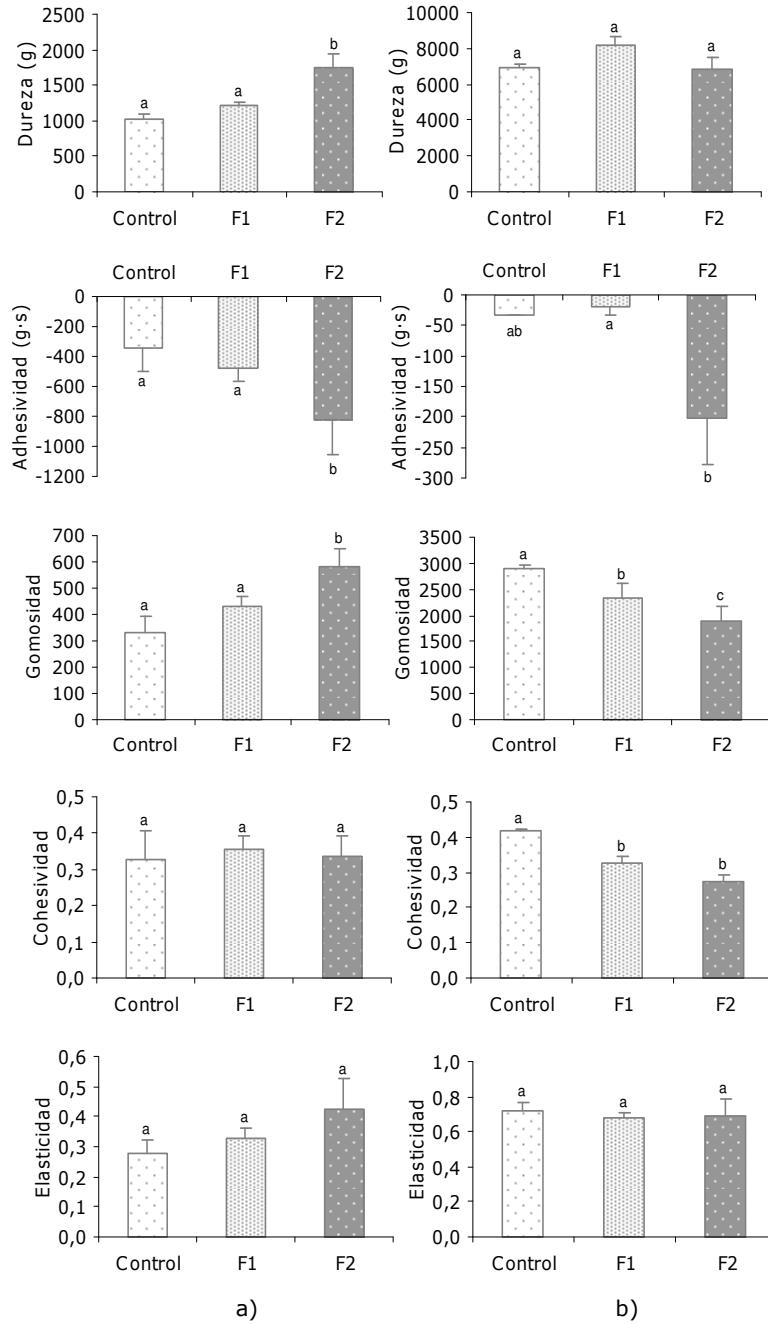 Dureza (g)
2500
2000
1500
1000
500
0
a
a
b
Control F1 F2
Dureza (g)
10000
8000
6000
4000
2000
0
a
a
a
Control F1 F2
Adhesividad (g·s)
Control F1 F2
0
-200
-400
-600
-800
-1000
-1200
a
a
b
Adhesividad (g·s)
Control F1 F2
0
-50
-100
-150
-200
-250
-300
ab
a
b
Gomosidad
700
600
500
400
300
200
100
0
a
a
b
Control F1 F2
Gomosidad
3500
3000
2500
2000
1500
1000
500
0
a
b
c
Control F1 F2
Cohesividad
0,5
0,4
0,3
0,2
0,1
0,0
a
a
a
Control F1 F2
Cohesividad
0,5
0,4
0,3
0,2
0,1
0,0
a
b
b
Control F1 F2
Elasticidad
0,6
0,5
0,4
0,3
0,2
0,1
0,0
a
a
a
Control F1 F2
Elasticidad
1,0
0,8
0,6
0,4
0,2
0,0
a
a
a
Control F1 F2
a)
b)